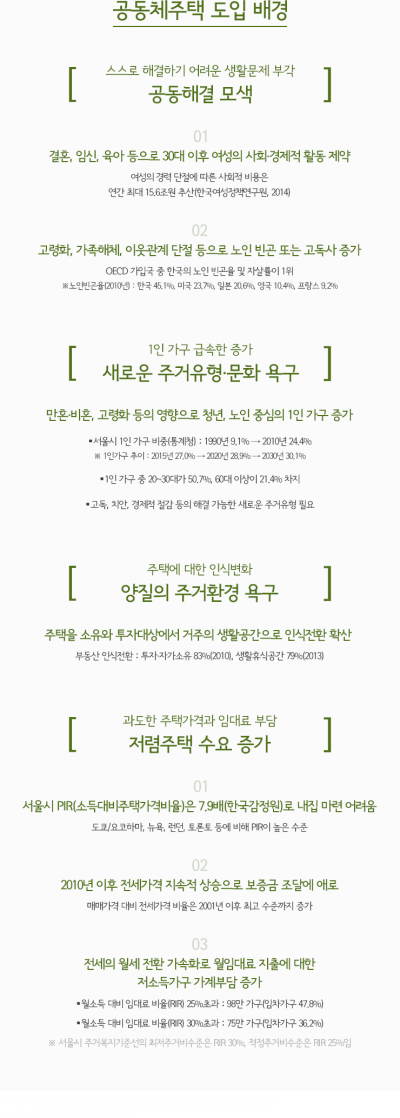 공동체주택 도입 배경
스스로 해결하기 어려운 생활문제 부각
[ 공동해결 모색 ]
01
결혼, 임신, 육아 등으로 30대 이후 여성의 사회·경제적 활동 제약
여성의 경력 단절에 따른 사회적 비용은
연간 최대 15.6조원 추산(한국여성정책연구원, 2014)
02
고령화, 가족해체, 이웃관계 단절 등으로 노인 빈곤 또는 고독사 증가
OECD 가입국 중 한국의 노인 빈곤율 및 자살률이 1위
※노인빈곤율(2010년) : 한국 45.1%, 미국 23.7%, 일본 20.6%, 영국 10.4%, 프랑스 9.2%
1인 가구 급속한 증가
[ 새로운 주거유형·문화 욕구 ]
만혼·비혼, 고령화 등의 영향으로 청년, 노인 중심의 1인 가구 증가
▪서울시 1인 가구 비중(통계청) : 1990년 9.1% → 2010년 24.4%
※ 1인가구 추이 : 2015년 27.0% → 2020년 28.9% → 2030년 30.1%
▪1인 가구 중 20~30대가 50.7%, 60대 이상이 21.4% 차지
▪고독, 치안, 경제적 절감 등의 해결 가능한 새로운 주거유형 필요
주택에 대한 인식변화
[ 양질의 주거환경 욕구 ]
주택을 소유와 투자대상에서 거주의 생활공간으로 인식전환 확산
부동산 인식전환 : 투자·자가소유 83%(2010), 생활휴식공간 79%(2013)
과도한 주택가격과 임대료 부담
[ 저렴주택 수요 증가 ]
01
서울시 PIR(소득대비주택가격비율)은 7.9배(한국감정원)로 내집 마련 어려움
도쿄/요코하마, 뉴욕, 런던, 토론토 등에 비해 PIR이 높은 수준
02
2010년 이후 전세가격 지속적 상승으로 보증금 조달에 애로
매매가격 대비 전세가격 비율은 2001년 이후 최고 수준까지 증가
03
전세의 월세 전환 가속화로 월임대료 지출에 대한
저소득가구 가계부담 증가
▪월소득 대비 임대료 비율(RIR) 25%초과 : 98만 가구(임차가구 47.8%)
▪월소득 대비 임대료 비율(RIR) 30%초과 : 75만 가구(임차가구 36.2%)
※ 서울시 주거복지기준선의 최저주거비수준은 RIR 30%, 적정주거비수준은 RIR 25%임